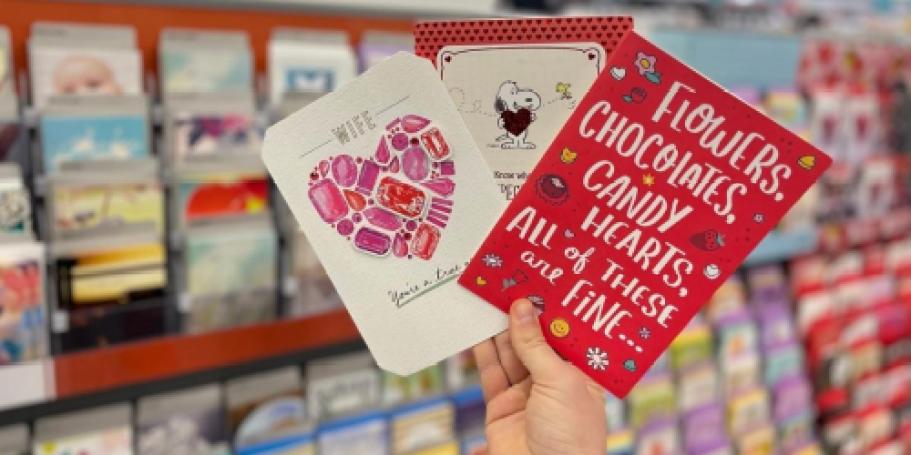 WIFE
You're a true
Know wh
FLOWERS,
CHOCOLATES,
CANDY
HEARTS,
ALL of THESE
are FiNE...